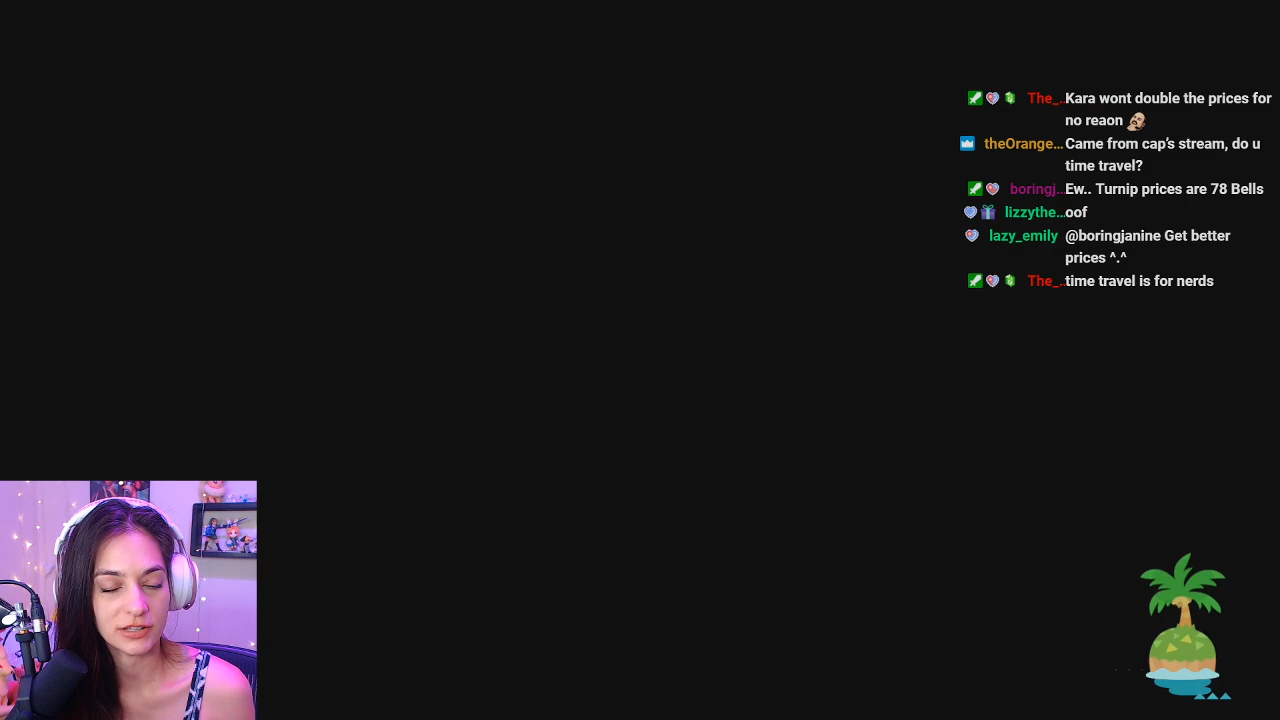 The_… Kara wont double the prices for
no reaon
theOrange… Came from cap’s stream, do u
time travel?
boringj… Ew.. Turnip prices are 78 Bells
lizzythe… oof
lazy_emily @boringjanine Get better
prices ^.^
The_… time travel is for nerds